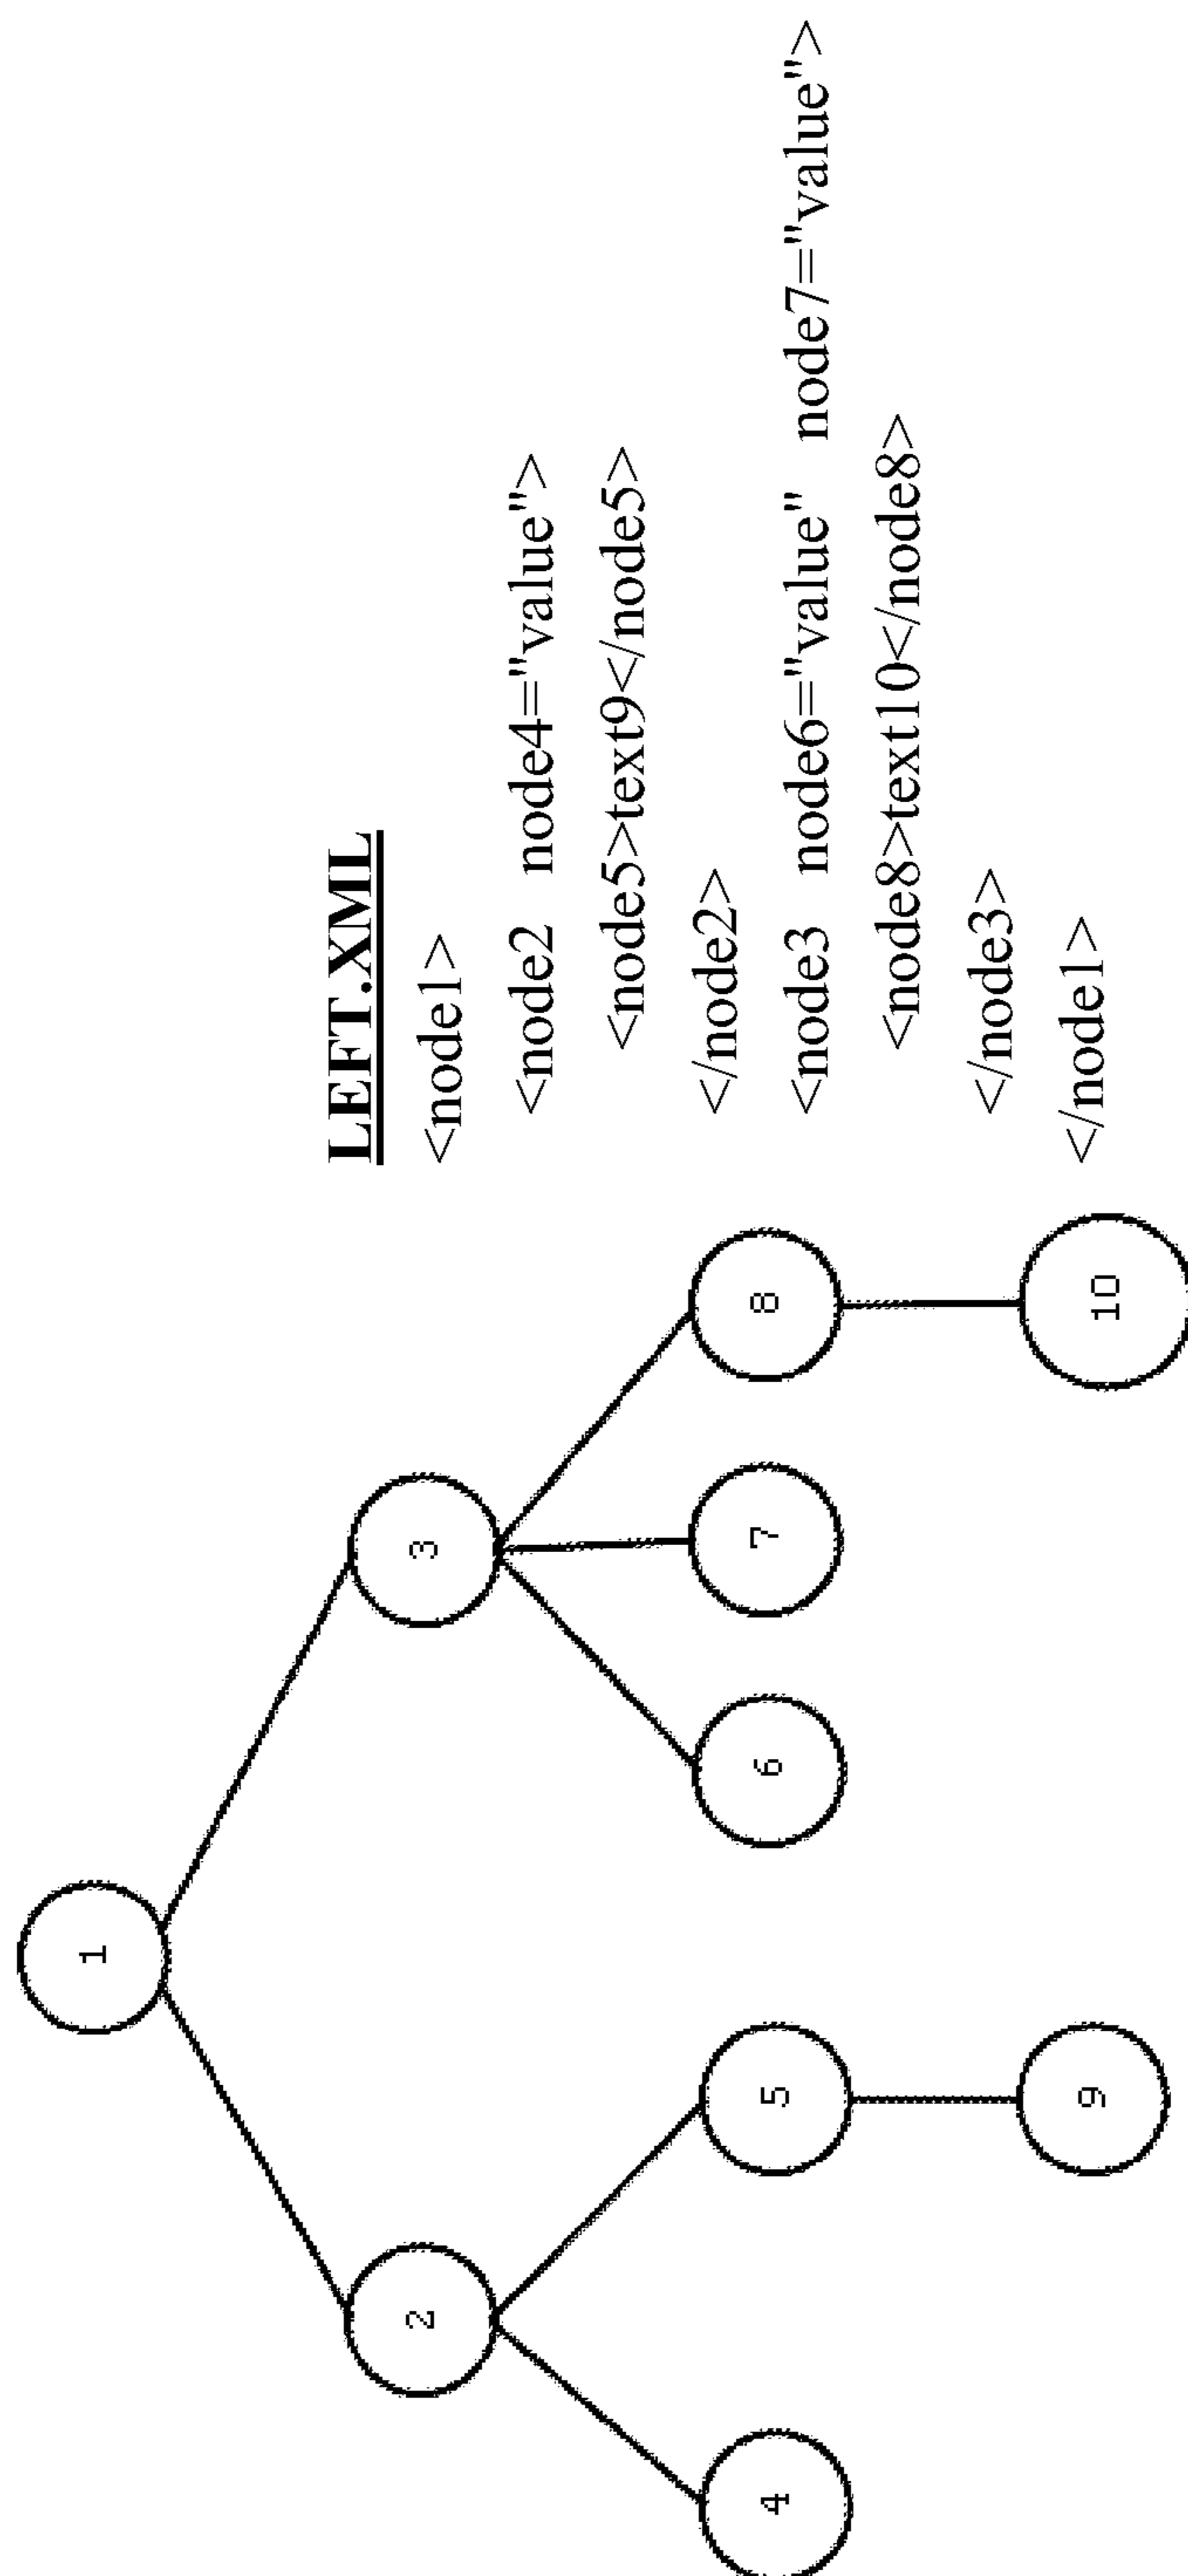 1
2
3
4
5
6
7
8
9
10
LEFT.XML
<node1>
<node2 node4="value">
<node5>text9</node5>
</node2>
<node3 node6="value" node7="value">
<node8>text10</node8>
</node3>
</node1>